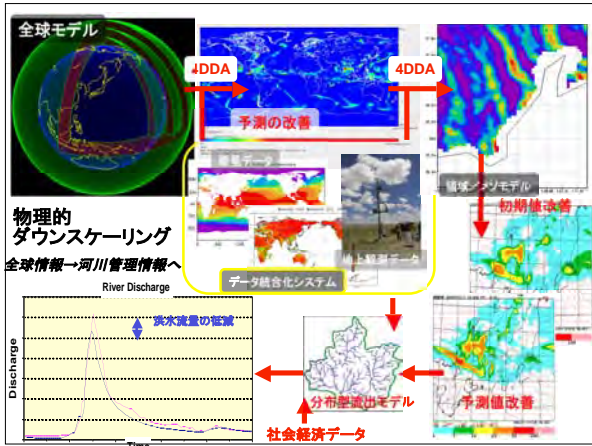 全球モデル
4DDA
4DDA
予測の改善
衛星データ
領域/メソモデル
初期値改善
物理的
ダウンスケーリング
全球情報→河川管理情報へ
地上観測データ
データ統合化システム
River Discharge
洪水流量の低減
Discharge
Time
分布型流出モデル
予測値改善
社会経済データ